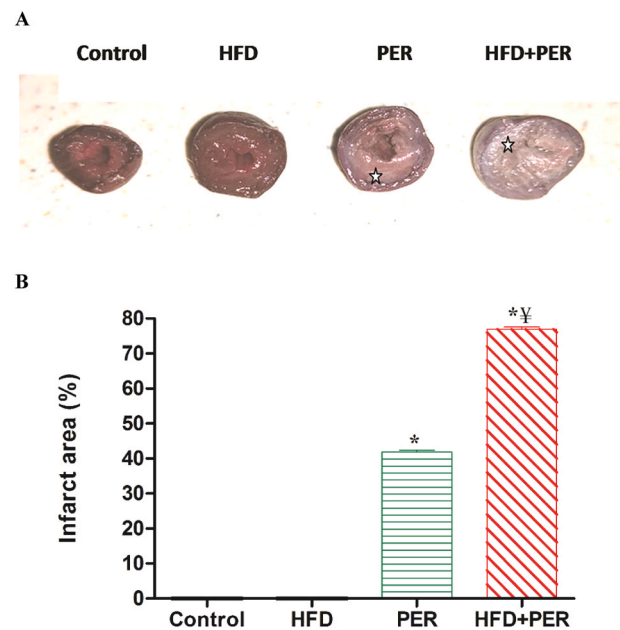 A
Control HFD PER HFD+PER
B
Infarct area (%)
80
70
60
50
40
30
20
10
0
*
*¥
Control HFD PER HFD+PER